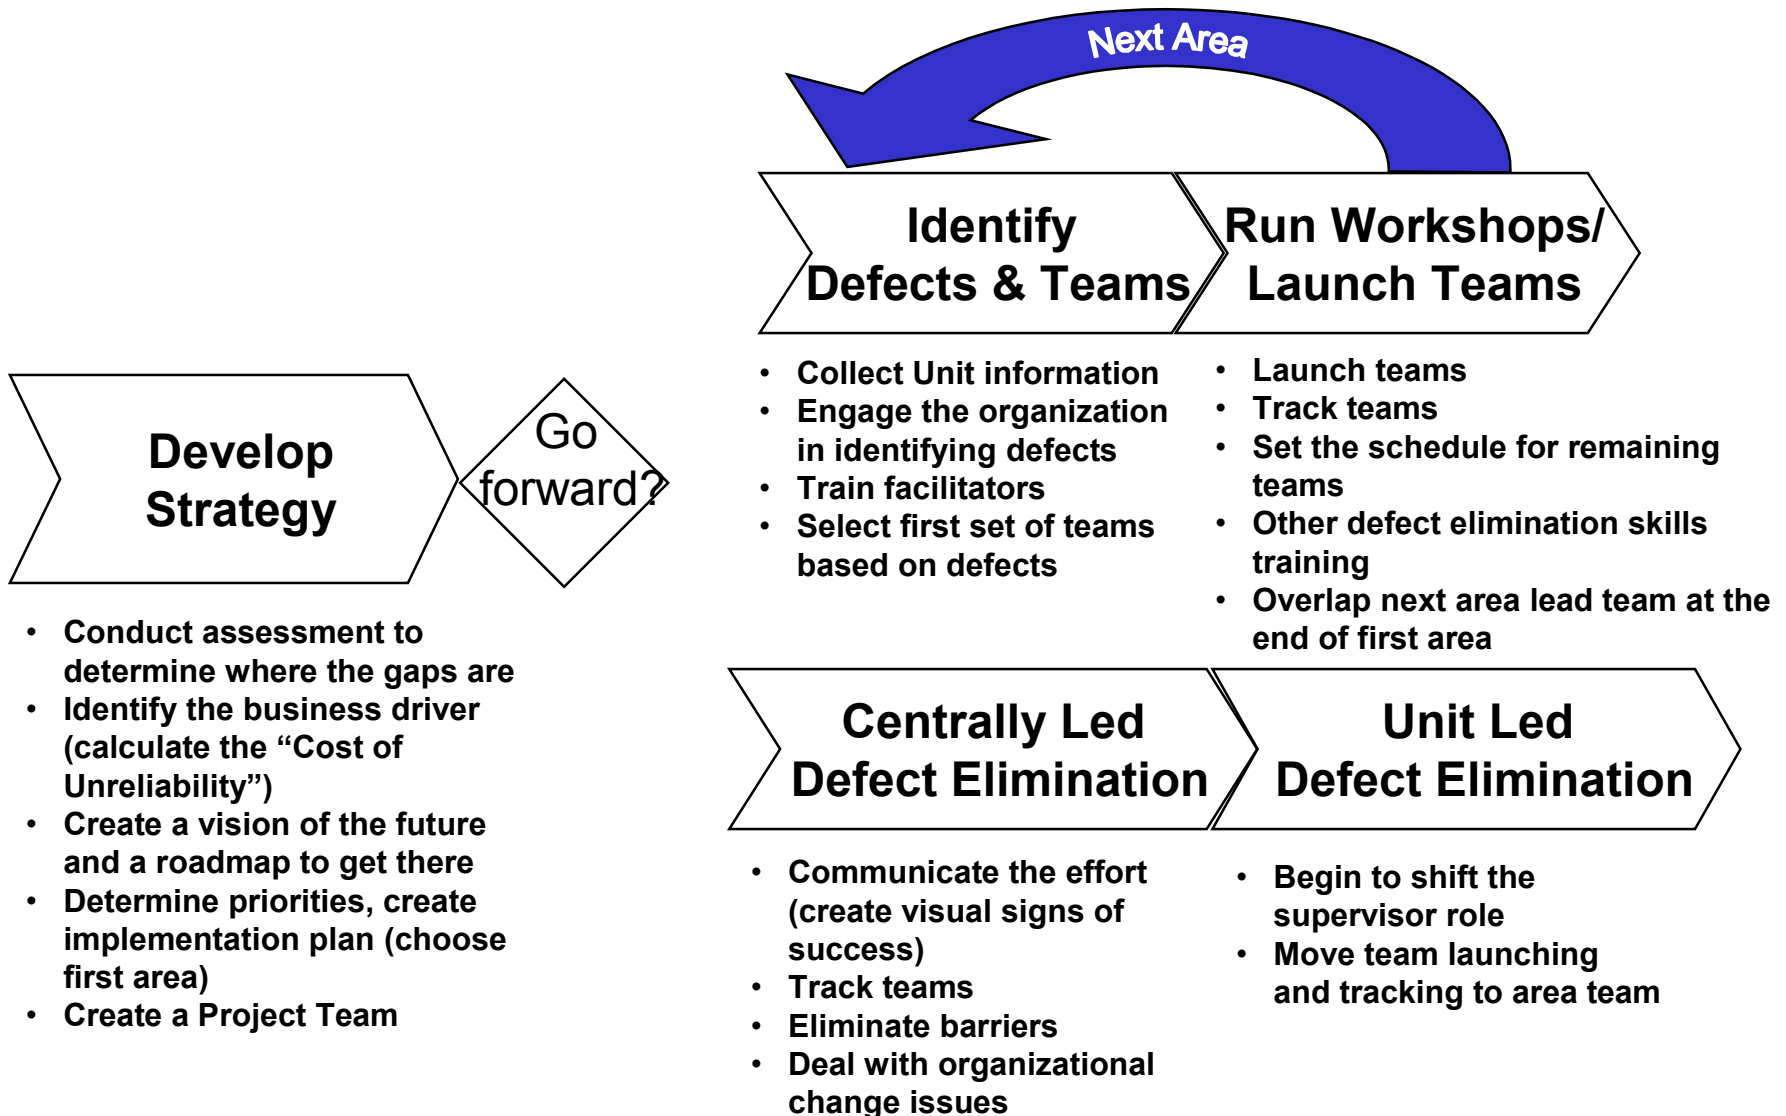 Next Area
Identify
Defects & Teams
Run Workshops/
Launch Teams
• Collect Unit information
• Engage the organization
in identifying defects
• Train facilitators
• Select first set of teams
based on defects
• Launch teams
• Track teams
• Set the schedule for remaining
teams
• Other defect elimination skills
training
• Overlap next area lead team at the
end of first area
Develop
Strategy
Go
forward?
• Conduct assessment to
determine where the gaps are
• Identify the business driver
(calculate the “Cost of
Unreliability”)
• Create a vision of the future
and a roadmap to get there
• Determine priorities, create
implementation plan (choose
first area)
• Create a Project Team
Centrally Led
Defect Elimination
Unit Led
Defect Elimination
• Communicate the effort
(create visual signs of
success)
• Track teams
• Eliminate barriers
• Deal with organizational
change issues
• Begin to shift the
supervisor role
• Move team launching
and tracking to area team